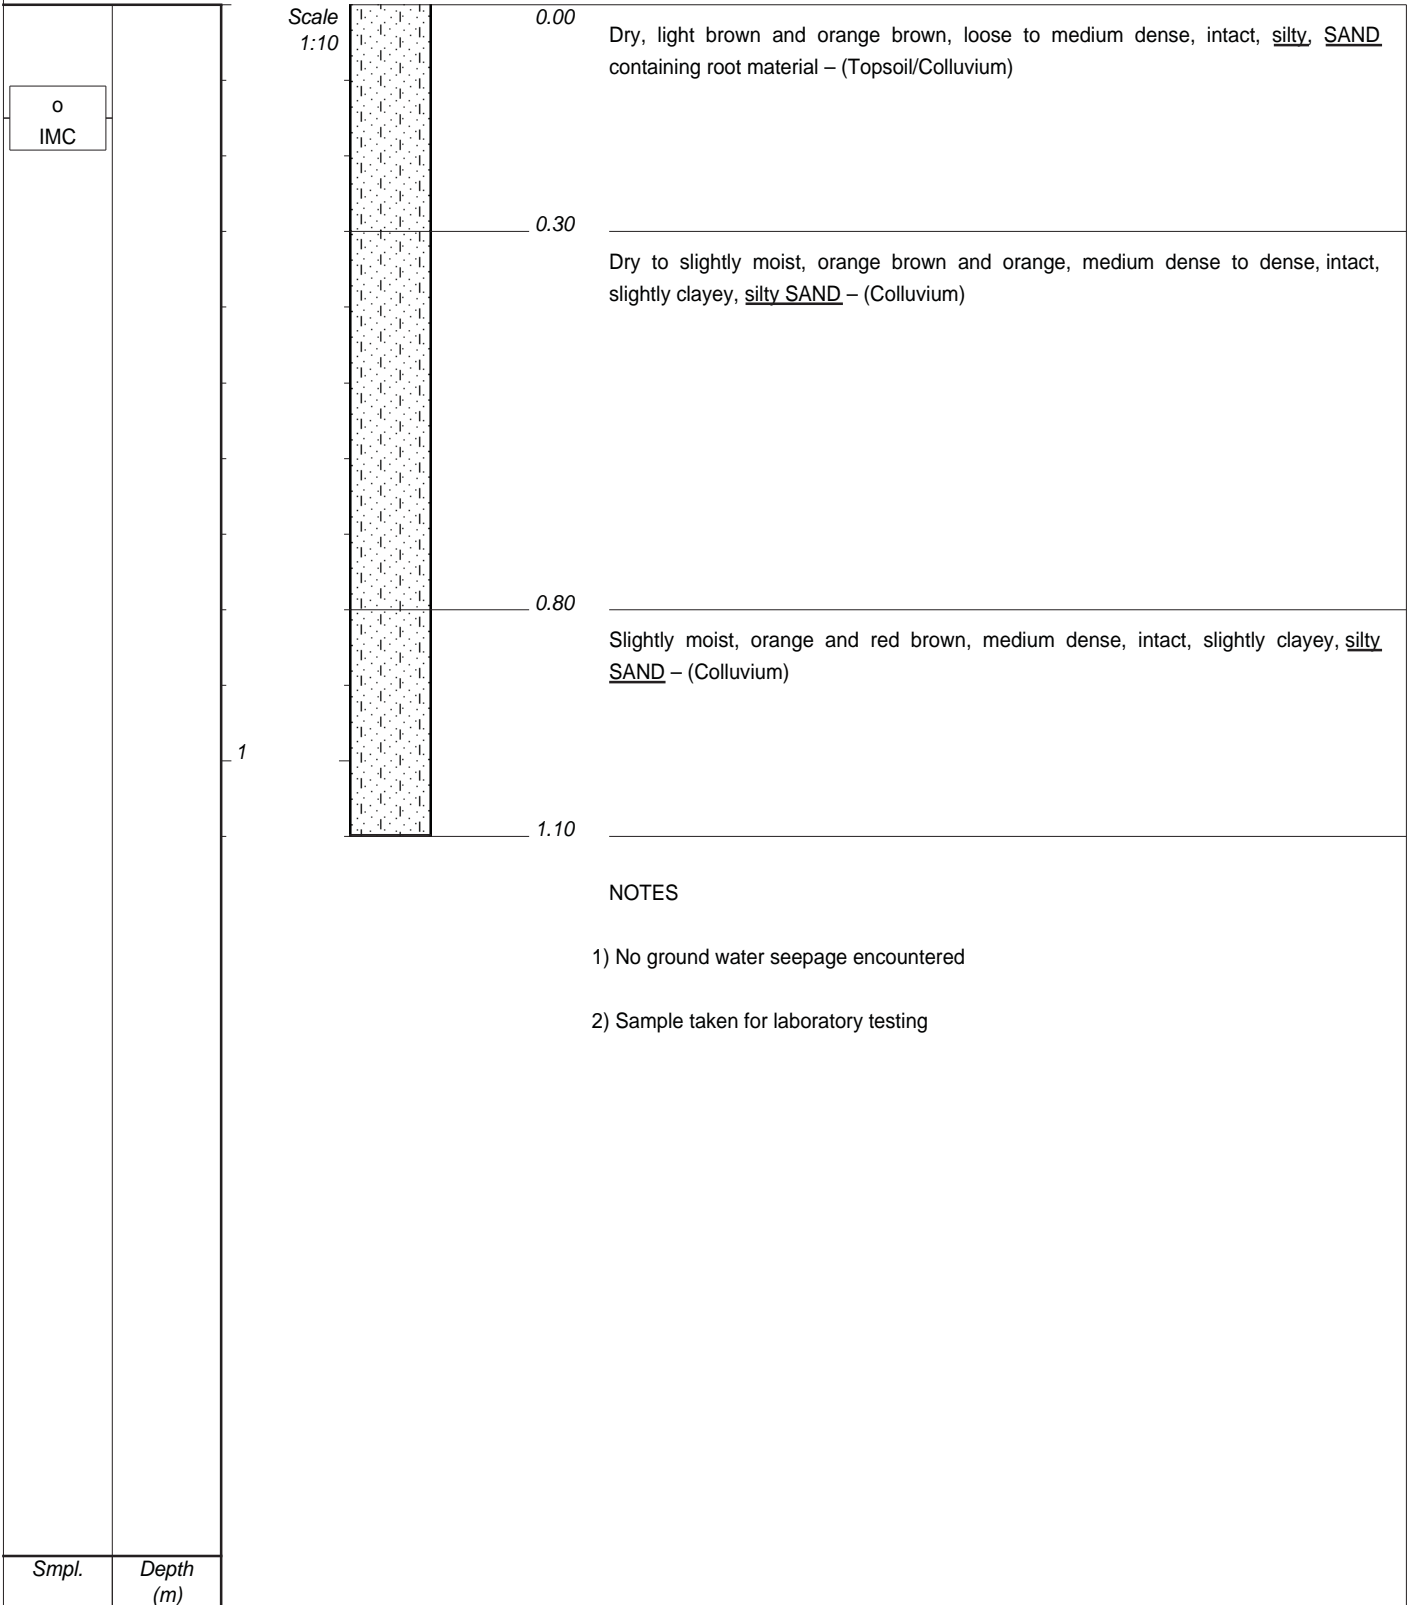 Scale
1:10
0.00
Dry, light brown and orange brown, loose to medium dense, intact, silty, SAND
containing root material – (Topsoil/Colluvium)
o
IMC
0.30
Dry to slightly moist, orange brown and orange, medium dense to dense, intact,
slightly clayey, silty SAND – (Colluvium)
0.80
Slightly moist, orange and red brown, medium dense, intact, slightly clayey, silty
SAND – (Colluvium)
1
1.10
NOTES
1) No ground water seepage encountered
2) Sample taken for laboratory testing
Smpl.
Depth
(m)